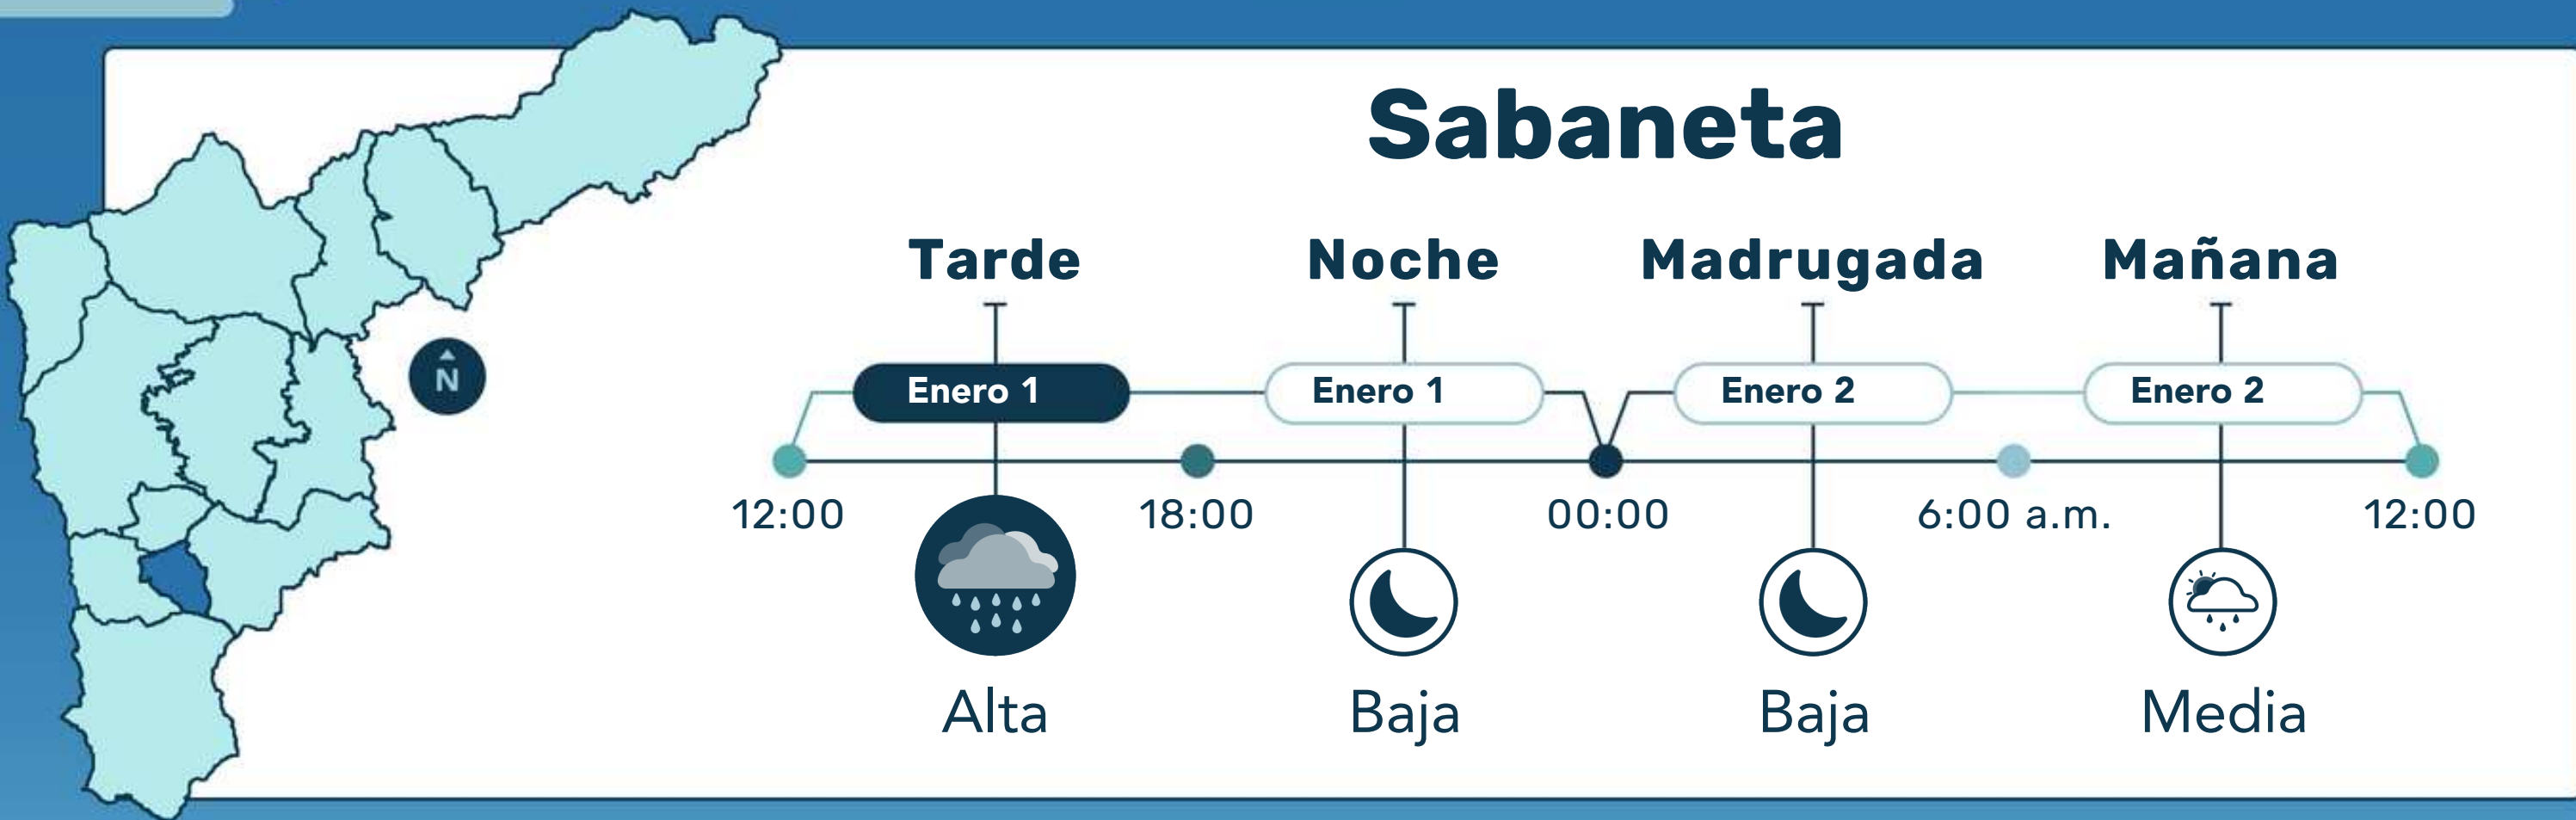 Sabaneta
Tarde Noche Madrugada Mañana
N
Enero 1 Enero 1 Enero 2 Enero 2
12:00 18:00 00:00 6:00 a.m. 12:00
Alta Baja Baja Media